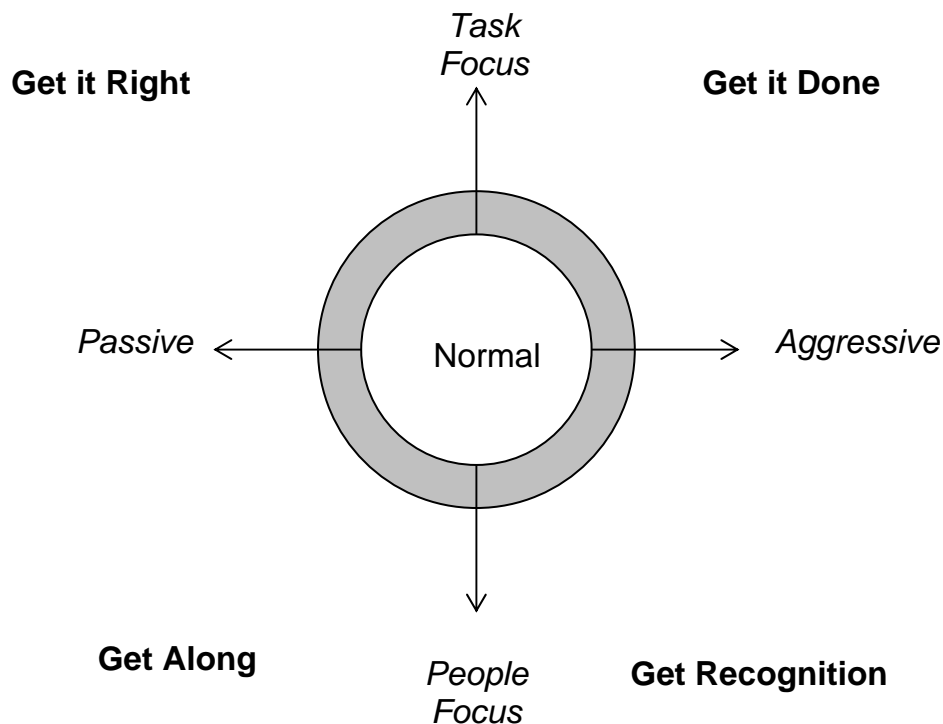 Task
Focus
Get it Right
Get it Done
Passive
Normal
Aggressive
Get Along
People
Focus
Get Recognition